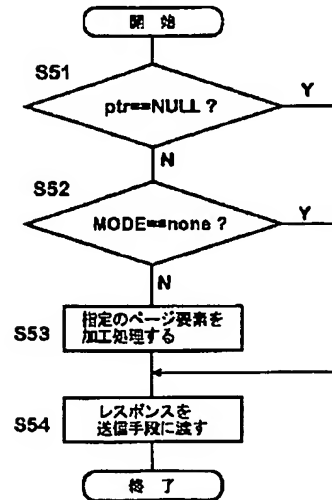 開 始
S51
ptr==NULL ?
Y
N
S52
MODE==none ?
Y
N
S53
指定のページ要素を
加工処理する
S54
レスポンスを
送信手段に渡す
終 了